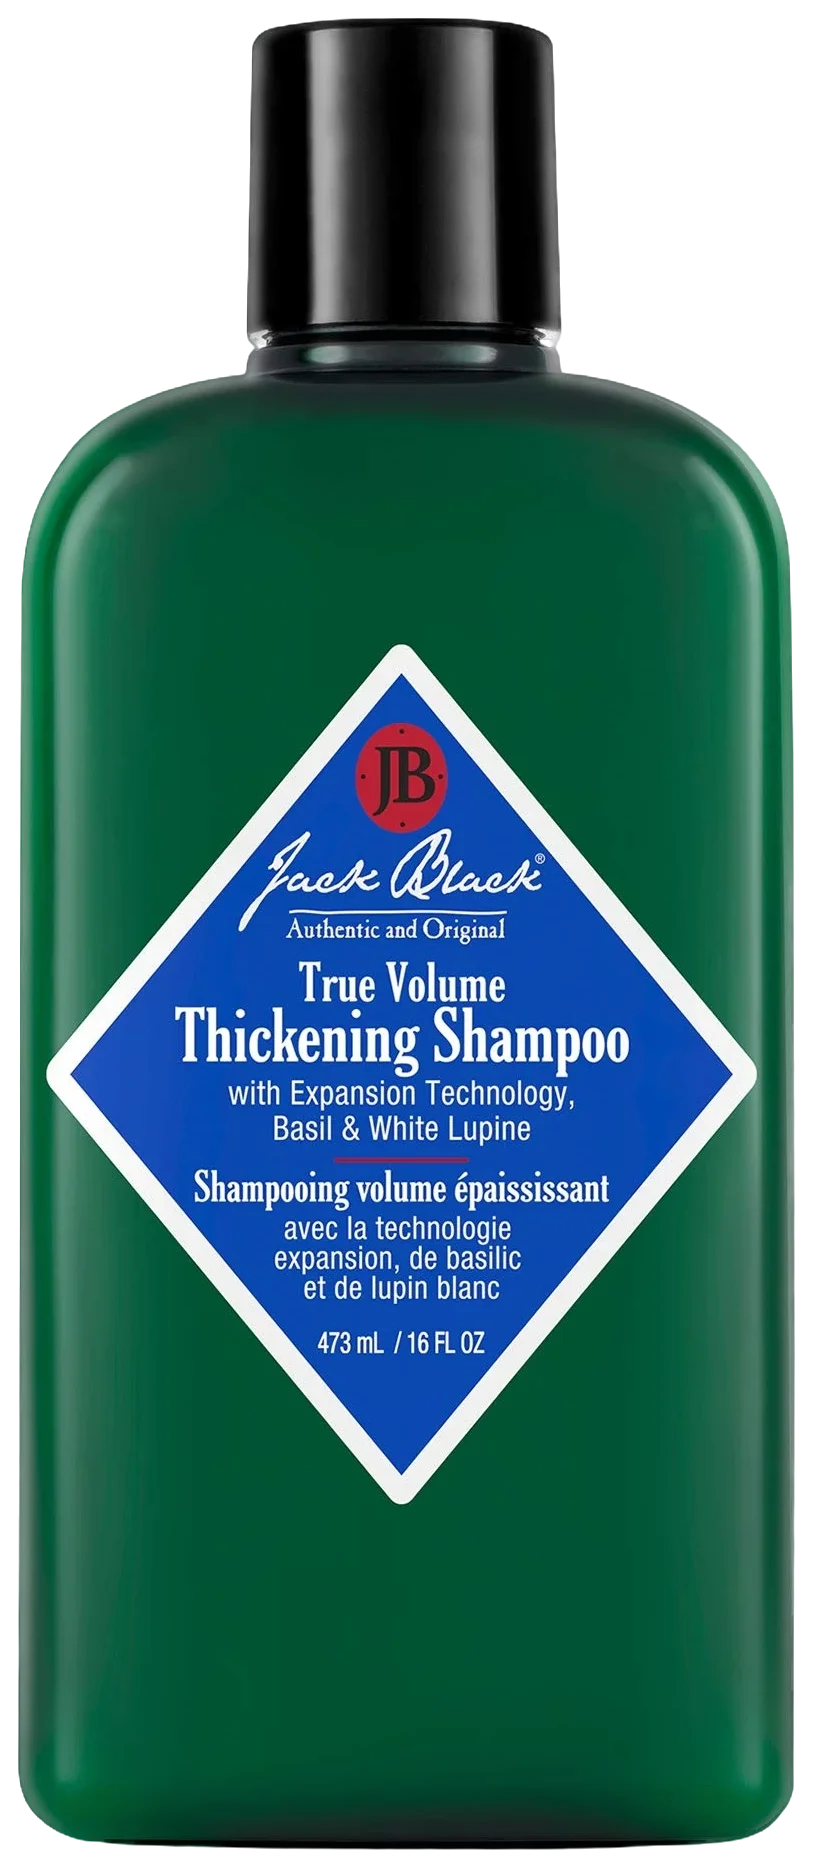 JB
Jack Black®
Authentic and Original
True Volume
Thickening Shampoo
with Expansion Technology,
Basil & White Lupine
Shampooing volume épaississant
avec la technologie
expansion, de basilic
et de lupin blanc
473 mL / 16 FL OZ